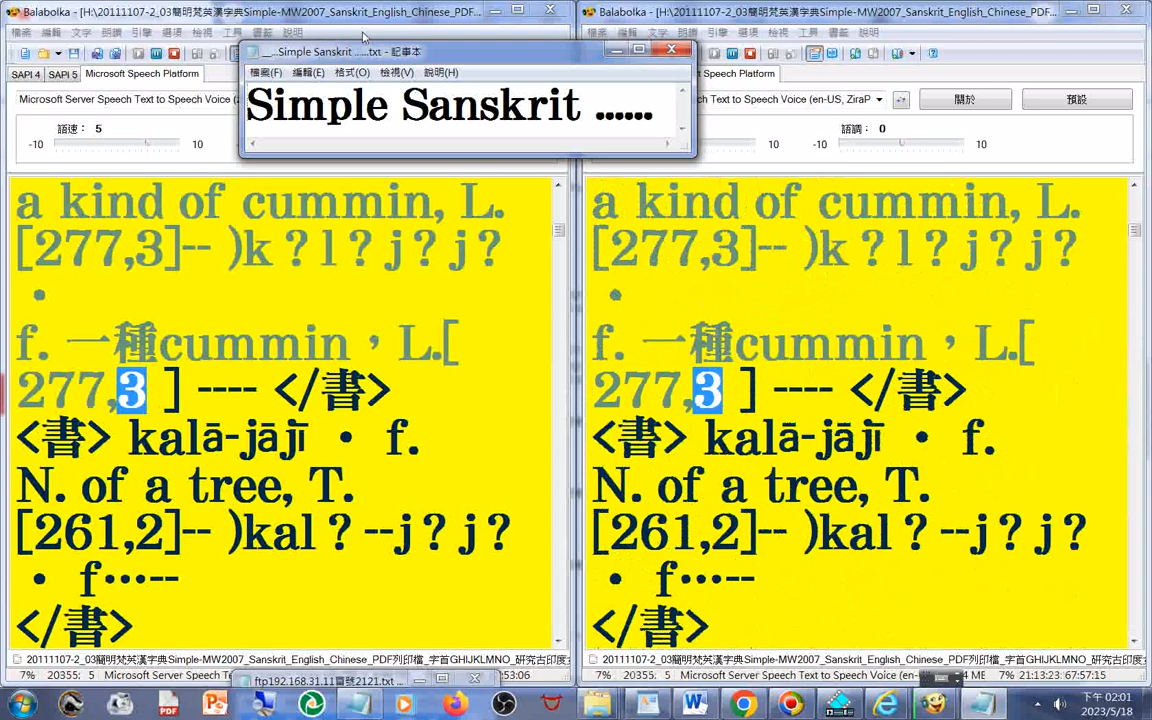 Balabolka - [H:\20111107-2_03簡明梵英漢字典Simple-MW2007_Sanskrit_English_Chinese_PDF...
檔案 編輯 文字 朗讀 引擎 選項 檢視 工具 書籤 說明
SAPI 4 SAPI 5 Microsoft Speech Platform
Microsoft Server Speech Text to Speech Voice (
語速： 5
-10 10
a kind of cummin, L.
[277,3]-- )k？l？j？j？
•
f. 一種cummin，L.[
277,3 ] ---- </書>
<書> kalā-jājī • f.
N. of a tree, T.
[261,2]-- )kal？--j？j？
• f…--
</書>
20111107-2_03簡明梵英漢字典Simple-MW2007_Sanskrit_English_Chinese_PDF列印檔_字首GHIJKLMNO_研究古印度
7% 20355: 5 Microsoft Server Speech Text to Speech Voice (en-
53:06
__...Simple Sanskrit ......txt - 記事本
檔案(F) 編輯(E) 格式(O) 檢視(V) 說明(H)
Simple Sanskrit ......
Balabolka - [H:\20111107-2_03簡明梵英漢字典Simple-MW2007_Sanskrit_English_Chinese_PDF...
檔案 編輯 文字 朗讀 引擎 選項 檢視 工具 書籤 說明
Speech Platform
ech Text to Speech Voice (en-US, ZiraP
關於
預設
語調： 0
10 -10 10
a kind of cummin, L.
[277,3]-- )k？l？j？j？
•
f. 一種cummin，L.[
277,3 ] ---- </書>
<書> kalā-jājī • f.
N. of a tree, T.
[261,2]-- )kal？--j？j？
• f…--
</書>
20111107-2_03簡明梵英漢字典Simple-MW2007_Sanskrit_English_Chinese_PDF列印檔_字首GHIJKLMNO_研究古印度
7% 20355: 5 Microsoft Server Speech Text to Speech Voice (en-
MB 21:13:23:67:57:15
ftp192.168.31.11冒號2121.txt ...
PDF
下午 02:01
2023/5/18